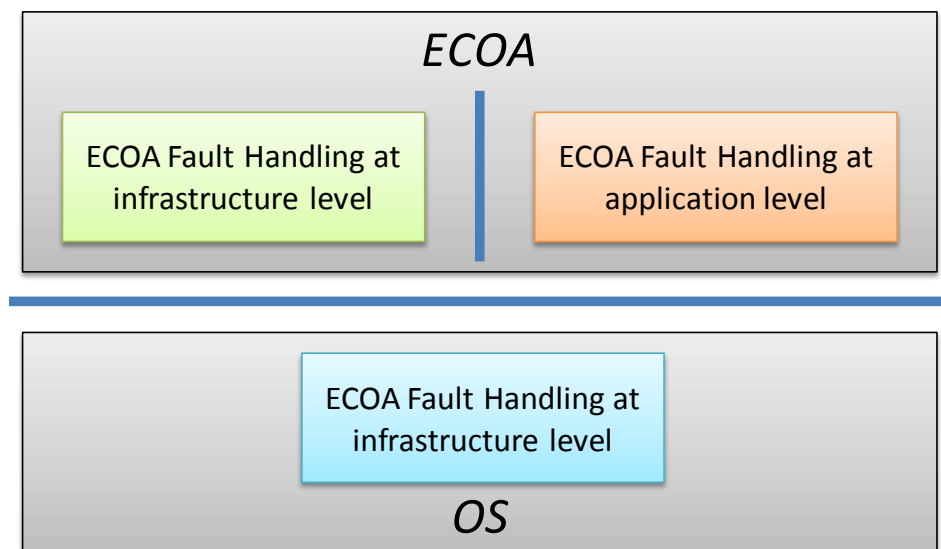 ECOA
ECOA Fault Handling at
infrastructure level
ECOA Fault Handling at
application level
ECOA Fault Handling at
infrastructure level
OS